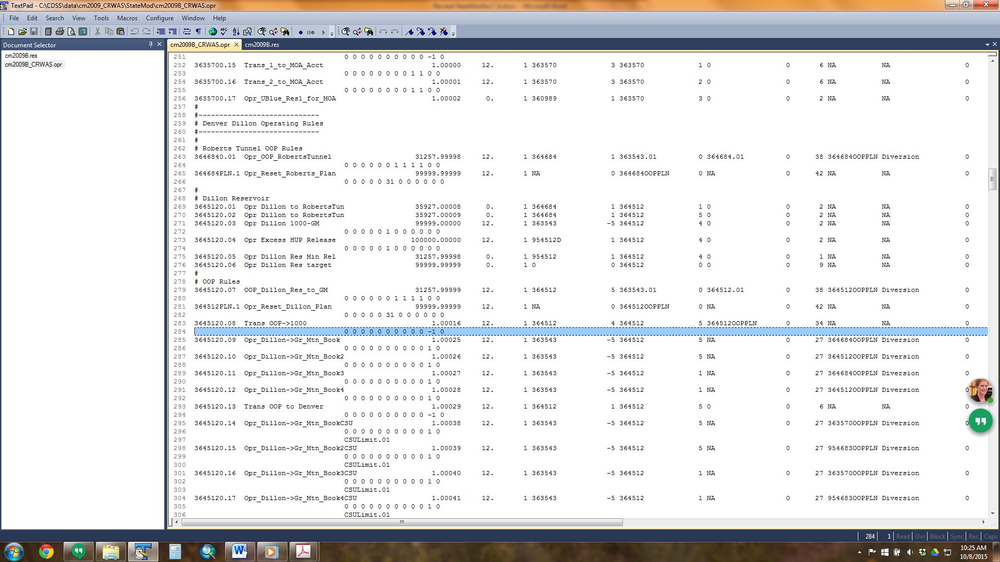 TextPad - C:\CDSS\data\cm2009_CRWAS\StateMod\cm2009B_CRWAS.opr
File Edit Search View Tools Macros Configure Window Help
Document Selector
cm2009B.res
cm2009B_CRWAS.opr
cm2009B_CRWAS.opr cm2009B.res
251 0 0 0 0 0 0 0 0 0 0 -1 0
252 3635700.15 Trans_1_to_MOA_Acct 1.00000 12. 1 363570 3 363570 1 0 0 6 NA NA 0
253 0 0 0 0 0 0 0 0 1 1 0 0
254 3635700.16 Trans_2_to_MOA_Acct 1.00001 12. 1 363570 3 363570 2 0 0 6 NA NA 0
255 0 0 0 0 0 0 0 0 1 1 0 0
256 3635700.17 Opr_UBlue_Res1_for_MOA 1.00002 0. 1 360989 1 363570 3 0 0 2 NA NA 0
257 #
258 #-----------------------------
259 # Denver Dillon Operating Rules
260 #-----------------------------
261 #
262 # Roberts Tunnel OOP Rules
263 3646840.01 Opr_OOP_RobertsTunnel 31257.99998 12. 1 364684 1 363543.01 0 364684.01 0 38 364684OOPPLN Diversion 0
264 0 0 0 0 0 0 1 1 1 1 0 0
265 364684PLN.1 Opr_Reset_Roberts_Plan 99999.99999 12. 1 NA 0 364684OOPPLN 0 NA 0 42 NA NA 0
266 0 0 0 0 0 31 0 0 0 0 0 0
267 #
268 # Dillon Reservoir
269 3645120.01 Opr Dillon to RobertsTun 35927.00008 0. 1 364684 1 364512 1 0 0 2 NA NA 0
270 3645120.02 Opr Dillon to RobertsTun 35927.00009 0. 1 364684 1 364512 5 0 0 2 NA NA 0
271 3645120.03 Opr Dillon 1000-GM 99999.00000 12. 1 363543 -5 364512 4 0 0 2 NA NA 0
272 0 0 0 0 0 1 0 0 0 0 0 0
273 3645120.04 Opr Excess HUP Release 100000.00000 12. 1 954512D 1 364512 4 0 0 2 NA NA 0
274 0 0 0 0 0 1 0 0 0 0 0 0
275 3645120.05 Opr Dillon Res Min Rel 31257.99998 0. 1 954512 1 364512 4 0 0 1 NA NA 0
276 3645120.06 Opr Dillon Res target 99999.99999 0. 1 0 0 364512 0 0 0 9 NA NA 0
277 #
278 # OOP Rules
279 3645120.07 OOP_Dillon_Res_to_GM 31257.99999 12. 1 364512 5 363543.01 0 364512.01 0 38 364512OOPPLN Diversion 0
280 0 0 0 0 0 0 1 1 1 1 0 0
281 364512PLN.1 Opr_Reset_Dillon_Plan 99999.99999 12. 1 NA 0 364512OOPPLN 0 NA 0 42 NA NA 0
282 0 0 0 0 0 31 0 0 0 0 0 0
283 3645120.08 Trans OOP->1000 1.00016 12. 1 364512 4 364512 5 364512OOPPLN 0 34 NA NA 0
284 0 0 0 0 0 0 0 0 0 0 -1 0
285 3645120.09 Opr_Dillon->Gr_Mtn_Book 1.00025 12. 1 363543 -5 364512 5 NA 0 27 364684OOPPLN Diversion 0
286 0 0 0 0 0 0 0 0 0 0 1 0
287 3645120.10 Opr_Dillon->Gr_Mtn_Book2 1.00026 12. 1 363543 -5 364512 5 NA 0 27 364512OOPPLN Diversion 0
288 0 0 0 0 0 0 0 0 0 0 1 0
289 3645120.11 Opr_Dillon->Gr_Mtn_Book3 1.00027 12. 1 363543 -5 364512 1 NA 0 27 364684OOPPLN Diversion 0
290 0 0 0 0 0 0 0 0 0 0 1 0
291 3645120.12 Opr_Dillon->Gr_Mtn_Book4 1.00028 12. 1 363543 -5 364512 1 NA 0 27 364512OOPPLN Diversion 0
292 0 0 0 0 0 0 0 0 0 0 1 0
293 3645120.13 Trans OOP to Denver 1.00029 12. 1 364512 1 364512 5 0 0 6 NA NA 0
294 0 0 0 0 0 0 0 0 0 0 -1 0
295 3645120.14 Opr_Dillon->Gr_Mtn_BookCSU 1.00038 12. 1 363543 -5 364512 5 NA 0 27 363570OOPPLN Diversion 0
296 0 0 0 0 0 0 0 0 0 0 1 0
297 CSULimit.01
298 3645120.15 Opr_Dillon->Gr_Mtn_Book2CSU 1.00039 12. 1 363543 -5 364512 5 NA 0 27 954683OOPPLN Diversion 0
299 0 0 0 0 0 0 0 0 0 0 1 0
300 CSULimit.01
301 3645120.16 Opr_Dillon->Gr_Mtn_Book3CSU 1.00040 12. 1 363543 -5 364512 1 NA 0 27 363570OOPPLN Diversion 0
302 0 0 0 0 0 0 0 0 0 0 1 0
303 CSULimit.01
304 3645120.17 Opr_Dillon->Gr_Mtn_Book4CSU 1.00041 12. 1 363543 -5 364512 1 NA 0 27 954683OOPPLN Diversion 0
305 0 0 0 0 0 0 0 0 0 0 1 0
306 CSULimit.01
284 1 Read Ovr Block Sync Rec Caps
10:25 AM
10/8/2015